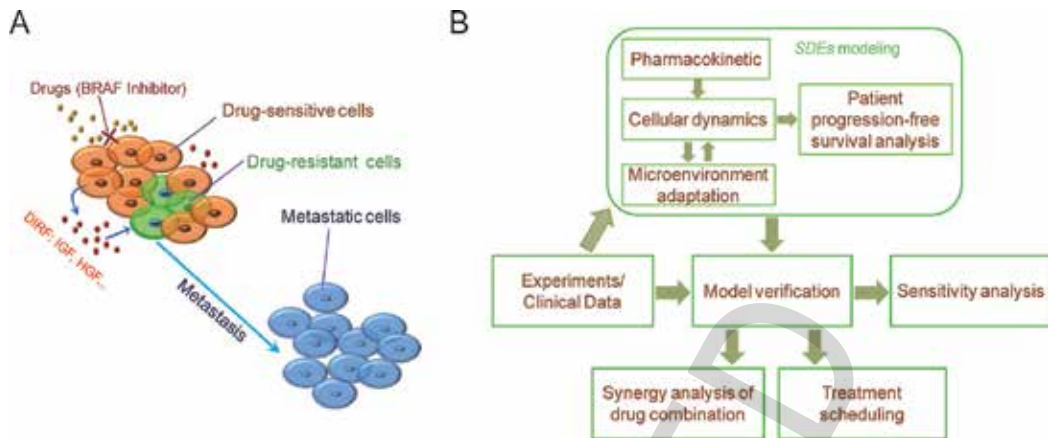 A
Drugs (BRAF Inhibitor)
Drug-sensitive cells
Drug-resistant cells
Metastatic cells
DIRF: IGF, HGF...
Metastasis
B
SDEs modeling
Pharmacokinetic
Cellular dynamics
Patient
progression-free
survival analysis
Microenvironment
adaptation
Experiments/
Clinical Data
Model verification
Sensitivity analysis
Synergy analysis of
drug combination
Treatment
scheduling